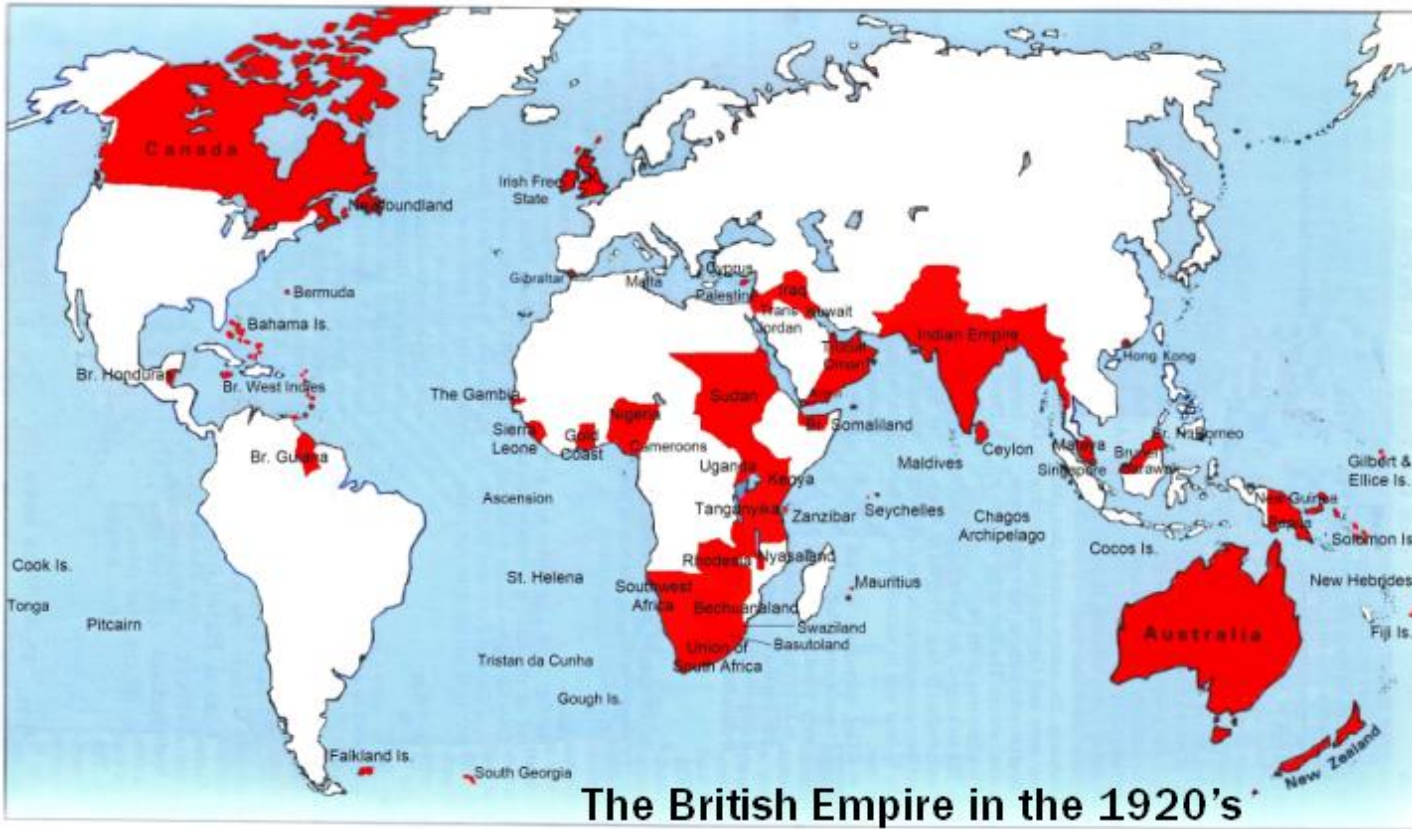 Canada
Newfoundland
Irish Free
State
Gibraltar
Malta
Cyprus
Palestine
Iraq
Trans
Jordan
Kuwait
Bermuda
Bahama Is.
Br. Honduras
Br. West Indies
Br. Guiana
The Gambia
Sierra
Leone
Gold
Coast
Nigeria
Cameroons
Sudan
Oman
Br. Somaliland
Uganda
Kenya
Tanganyika
Zanzibar
Indian Empire
Hong Kong
Ceylon
Maldives
Malaya
Singapore
Brunei
Sarawak
Br. N. Borneo
Gilbert &
Ellice Is.
Seychelles
Chagos
Archipelago
Cocos Is.
New Guinea
Papua
Solomon Is
New Hebrides
Fiji Is.
Ascension
St. Helena
Cook Is.
Tonga
Pitcairn
Rhodesia
Nyasaland
Southwest
Africa
Bechuanaland
Mauritius
Swaziland
Basutoland
Union of
South Africa
Tristan da Cunha
Gough Is.
Falkland Is.
South Georgia
Australia
New Zealand
The British Empire in the 1920's